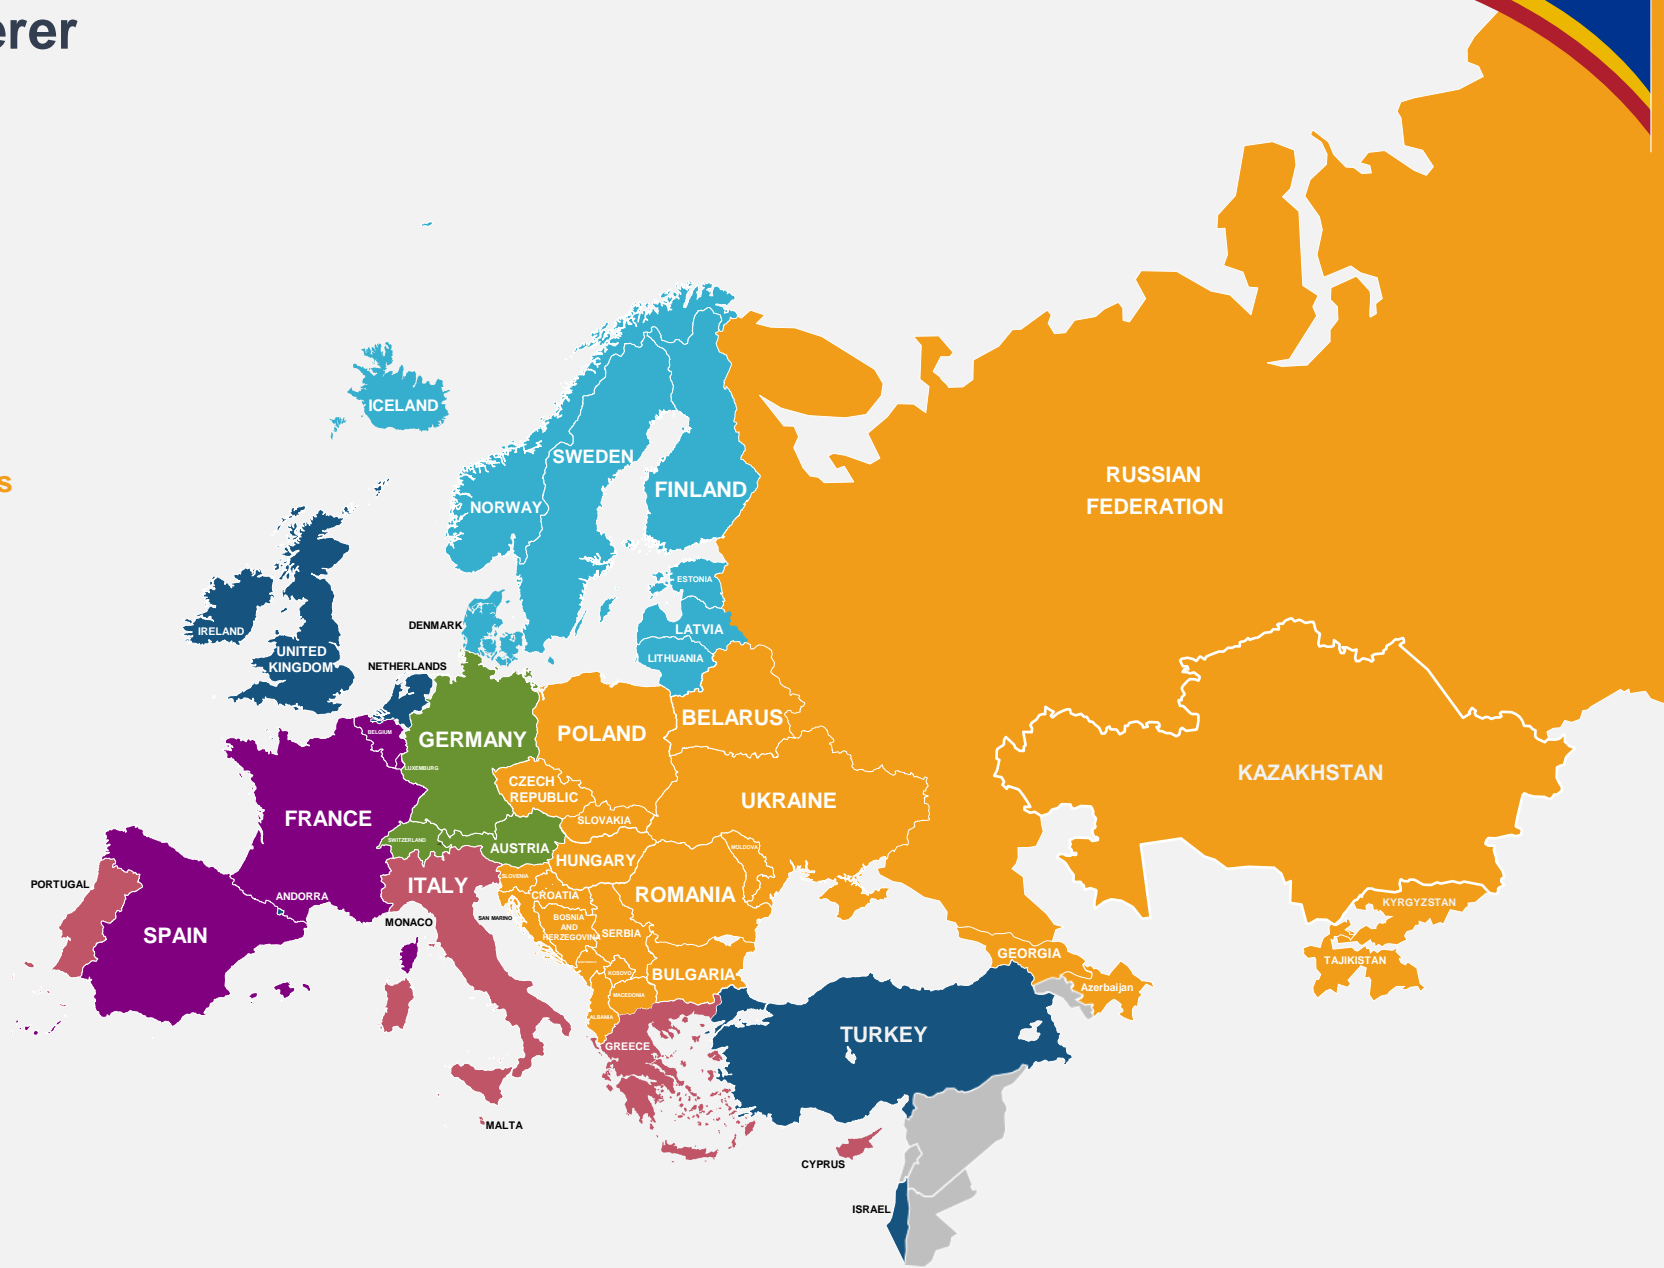 erer
ICELAND
SWEDEN
RUSSIAN
FEDERATION
s
FINLAND
NORWAY
ESTONIA
DENMARK
IRELAND
LATVIA
UNITED
KINGDOM
NETHERLANDS
LITHUANIA
BELARUS
BELGIUM
GERMANY
POLAND
LUXEMBURG
KAZAKHSTAN
CZECH
REPUBLIC
UKRAINE
FRANCE
SLOVAKIA
SWITZERLAND
AUSTRIA
MOLDOVA
HUNGARY
SLOVENIA
PORTUGAL
ITALY
ANDORRA
CROATIA
ROMANIA
KYRGYZSTAN
MONACO
SAN MARINO
BOSNIA
AND
HERZEGOVINA
SPAIN
SERBIA
GEORGIA
TAJIKISTAN
KOSOVO
BULGARIA
Azerbaijan
MACEDONIA
ALBANIA
TURKEY
GREECE
MALTA
CYPRUS
ISRAEL